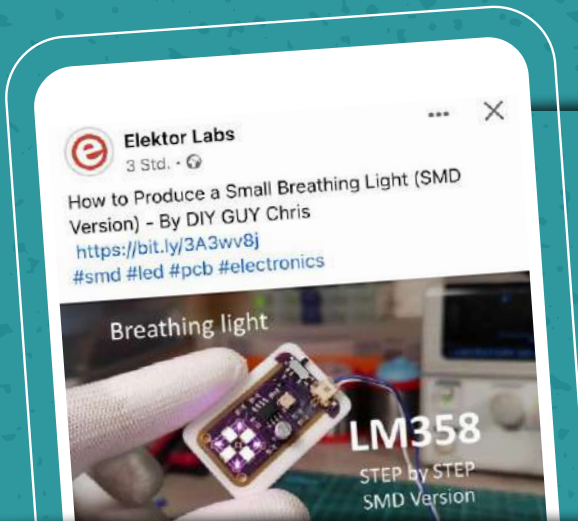 Elektor Labs
3 Std.
How to Produce a Small Breathing Light (SMD
Version) - By DIY GUY Chris
https://bit.ly/3A3wv8j
#smd #led #pcb #electronics
Breathing light
LM358
STEP by STEP
SMD Version